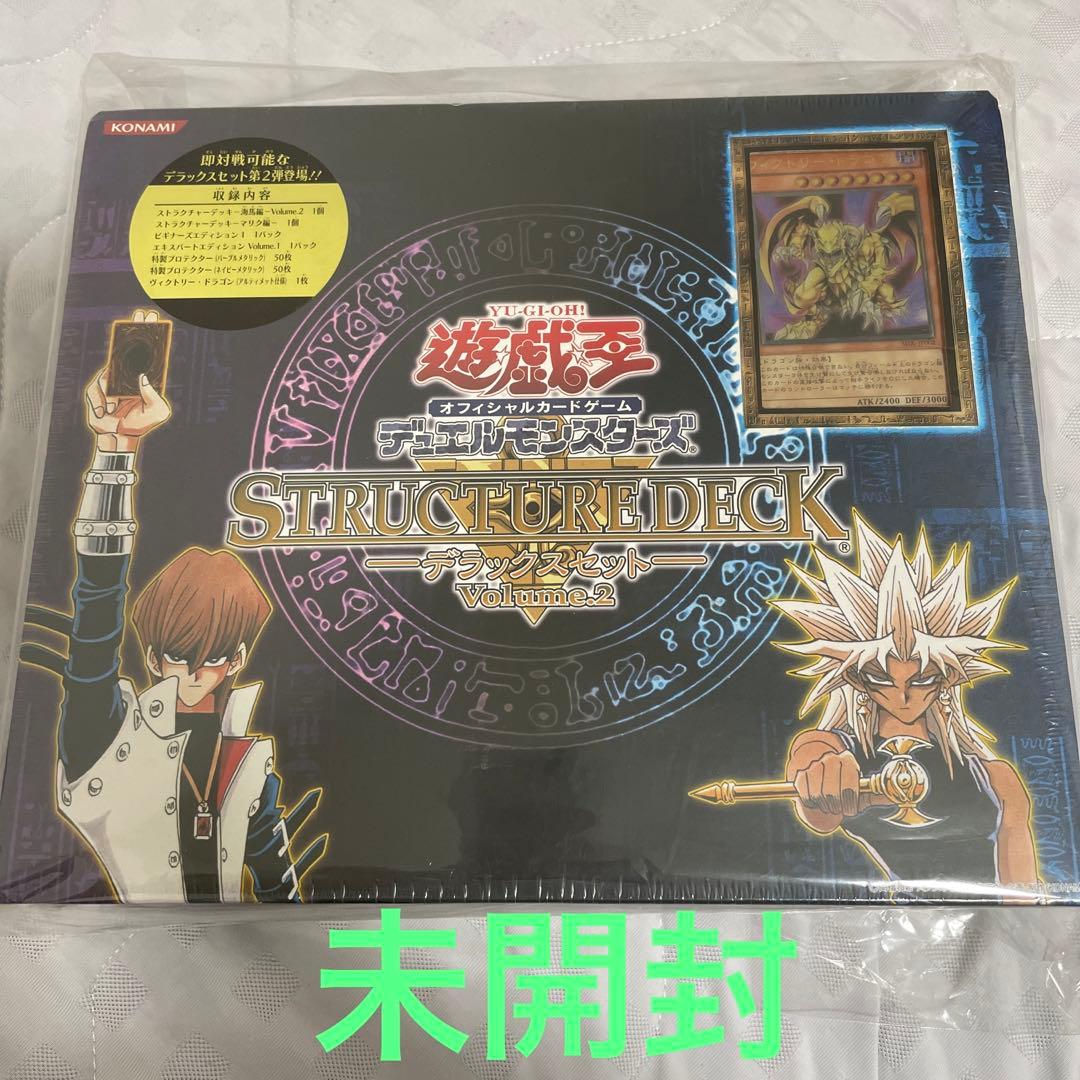 KONAMI
即対戦可能な
デラックスセット第2弾登場!!
収録内容
ストラクチャーデッキ－海馬編－Volume.2 1個
ストラクチャーデッキ－マリク編－ 1個
ビギナーズエディション1 1パック
エキスパートエディション Volume.1 1パック
特製プロテクター(パープルメタリック) 50枚
特製プロテクター(ネイビーメタリック) 50枚
ヴィクトリー・ドラゴン(アルティメット仕様) 1枚
YU-GI-OH!
遊戯王
オフィシャルカードゲーム
デュエルモンスターズ®
STRUCTURE DECK®
デラックスセット
Volume.2
ATK/2400 DEF/3000
未開封